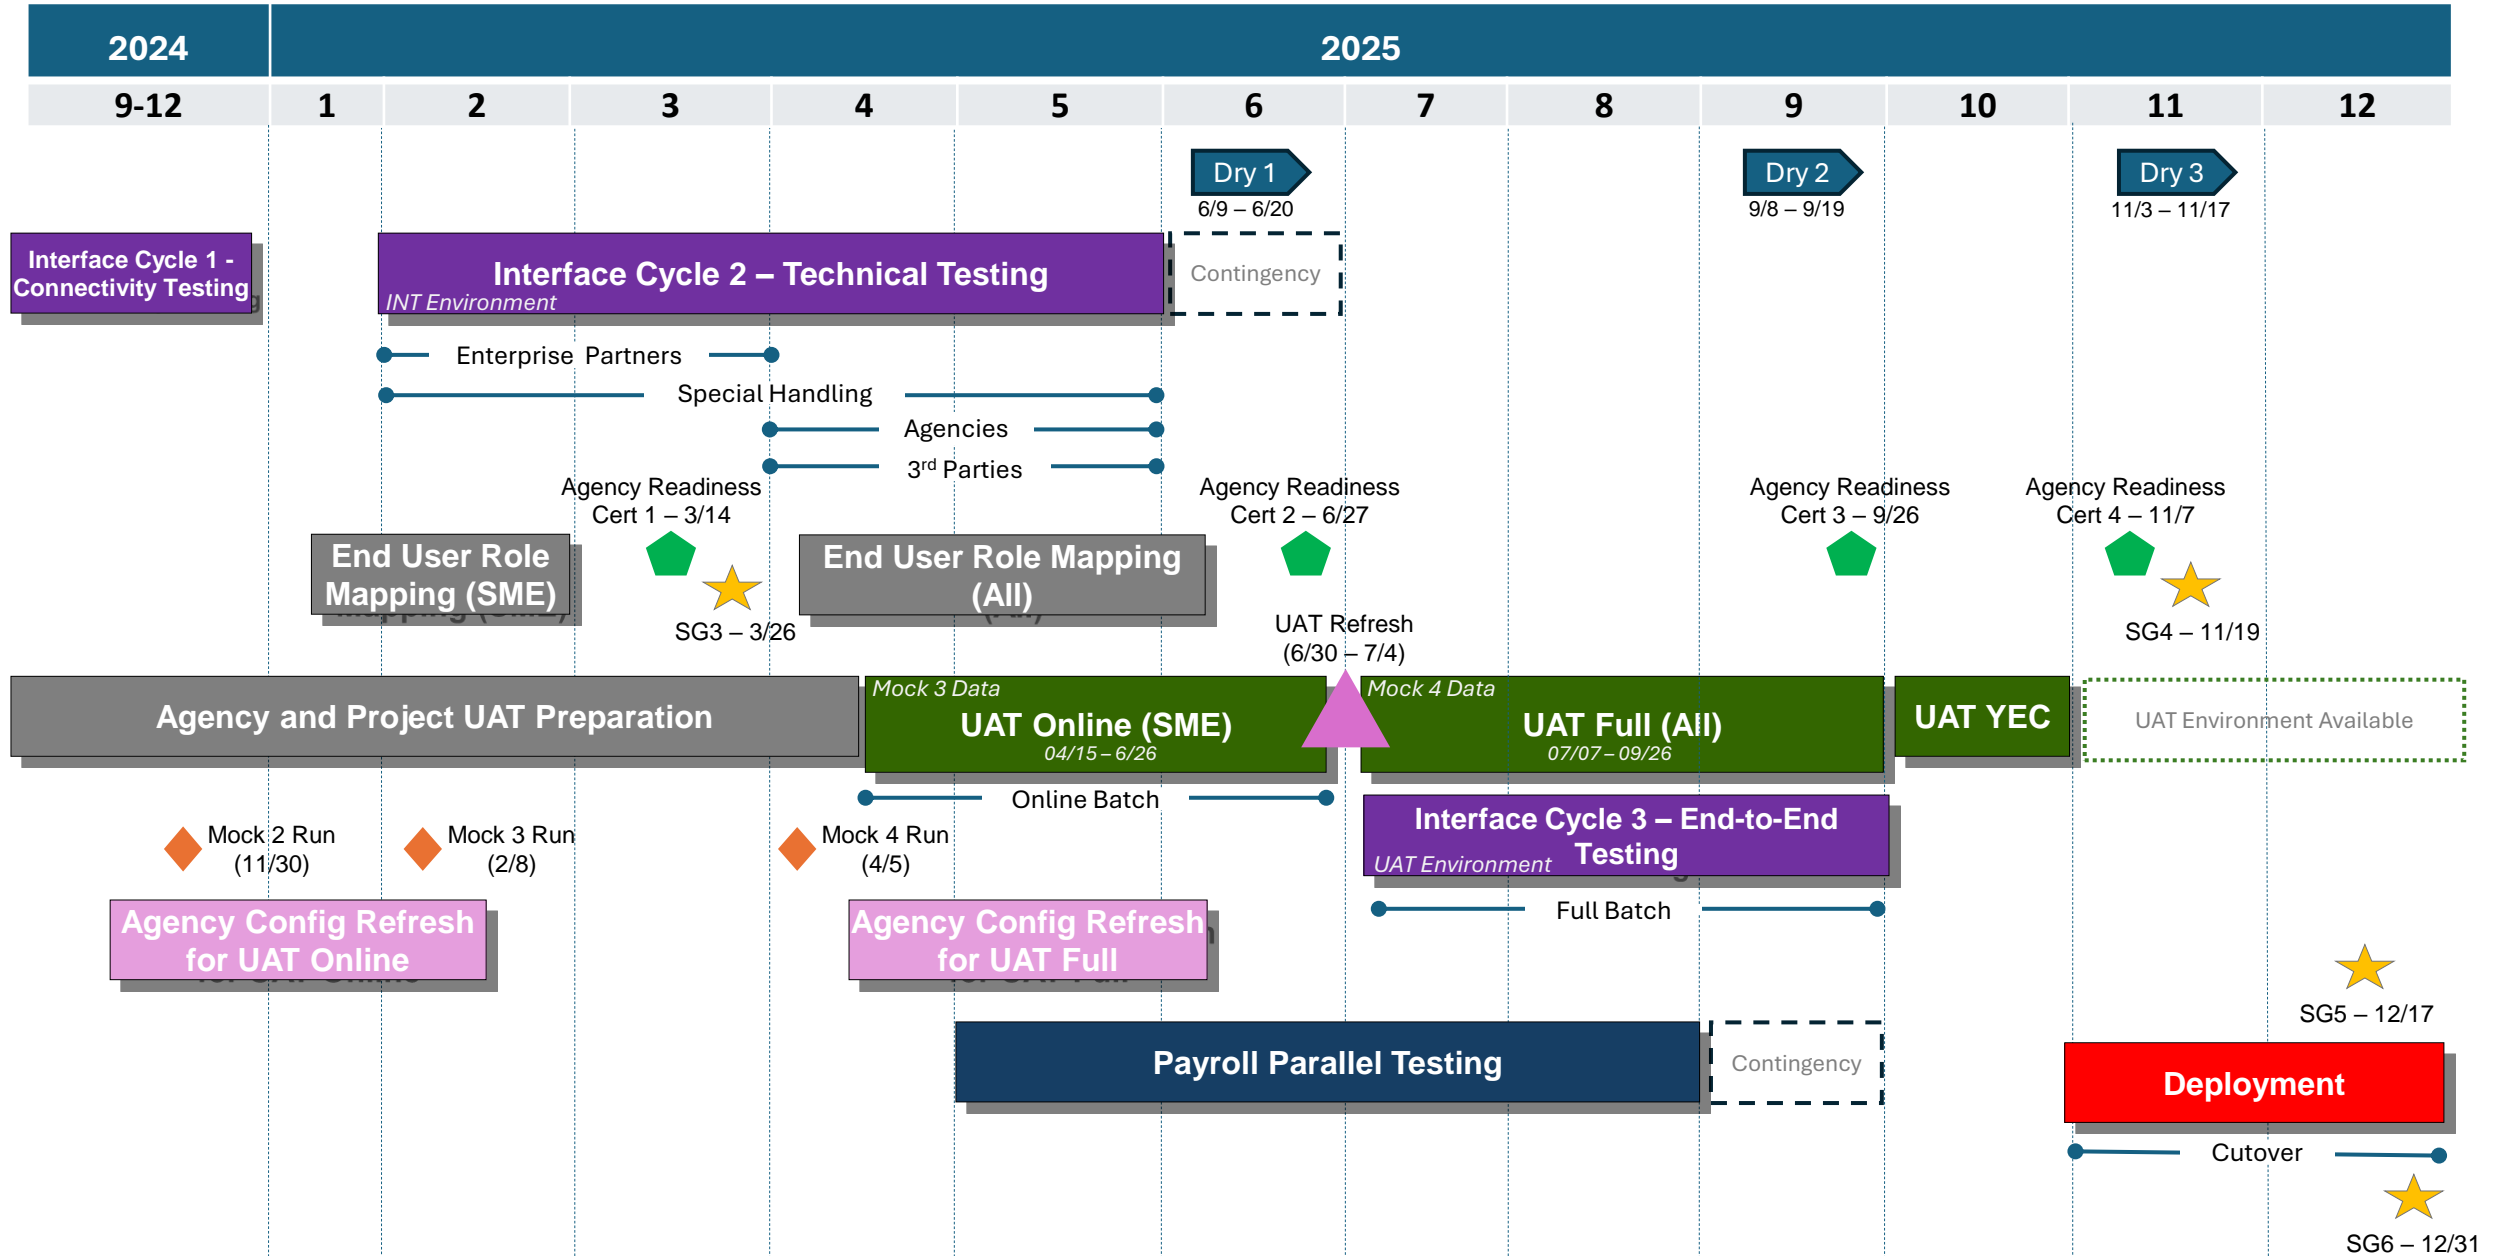 2024
2025
9-12
1
2
3
4
5
6
7
8
9
10
11
12
Dry 1
6/9 – 6/20
Dry 2
9/8 – 9/19
Dry 3
11/3 – 11/17
Interface Cycle 1 -
Connectivity Testing
Interface Cycle 2 – Technical Testing
INT Environment
Contingency
Enterprise Partners
Special Handling
Agencies
3rd Parties
Agency Readiness
Cert 1 – 3/14
Agency Readiness
Cert 2 – 6/27
Agency Readiness
Cert 3 – 9/26
Agency Readiness
Cert 4 – 11/7
End User Role
Mapping (SME)
SG3 – 3/26
End User Role Mapping
(All)
SG4 – 11/19
UAT Refresh
(6/30 – 7/4)
Agency and Project UAT Preparation
Mock 3 Data
UAT Online (SME)
04/15 – 6/26
Mock 4 Data
UAT Full (All)
07/07 – 09/26
UAT YEC
UAT Environment Available
Online Batch
Mock 2 Run
(11/30)
Mock 3 Run
(2/8)
Mock 4 Run
(4/5)
Interface Cycle 3 – End-to-End
Testing
UAT Environment
Full Batch
Agency Config Refresh
for UAT Online
Agency Config Refresh
for UAT Full
SG5 – 12/17
Payroll Parallel Testing
Contingency
Deployment
Cutover
SG6 – 12/31